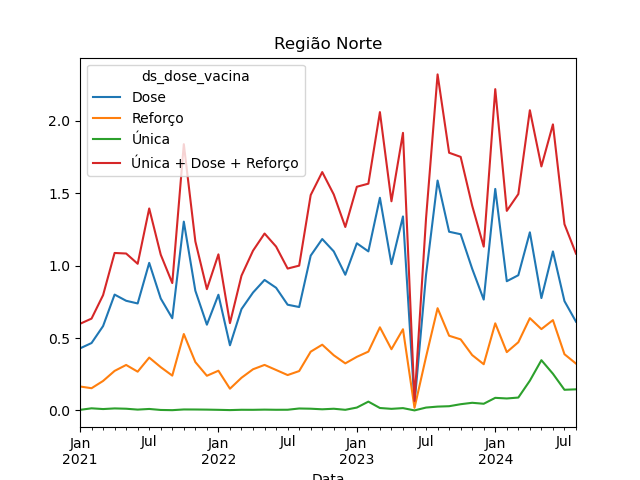 Região Norte
ds_dose_vacina
Dose
Reforço
Única
Única + Dose + Reforço
2.0
1.5
1.0
0.5
0.0
Jan Jul Jan Jul Jan Jul Jan Jul
2021 2022 2023 2024
Data